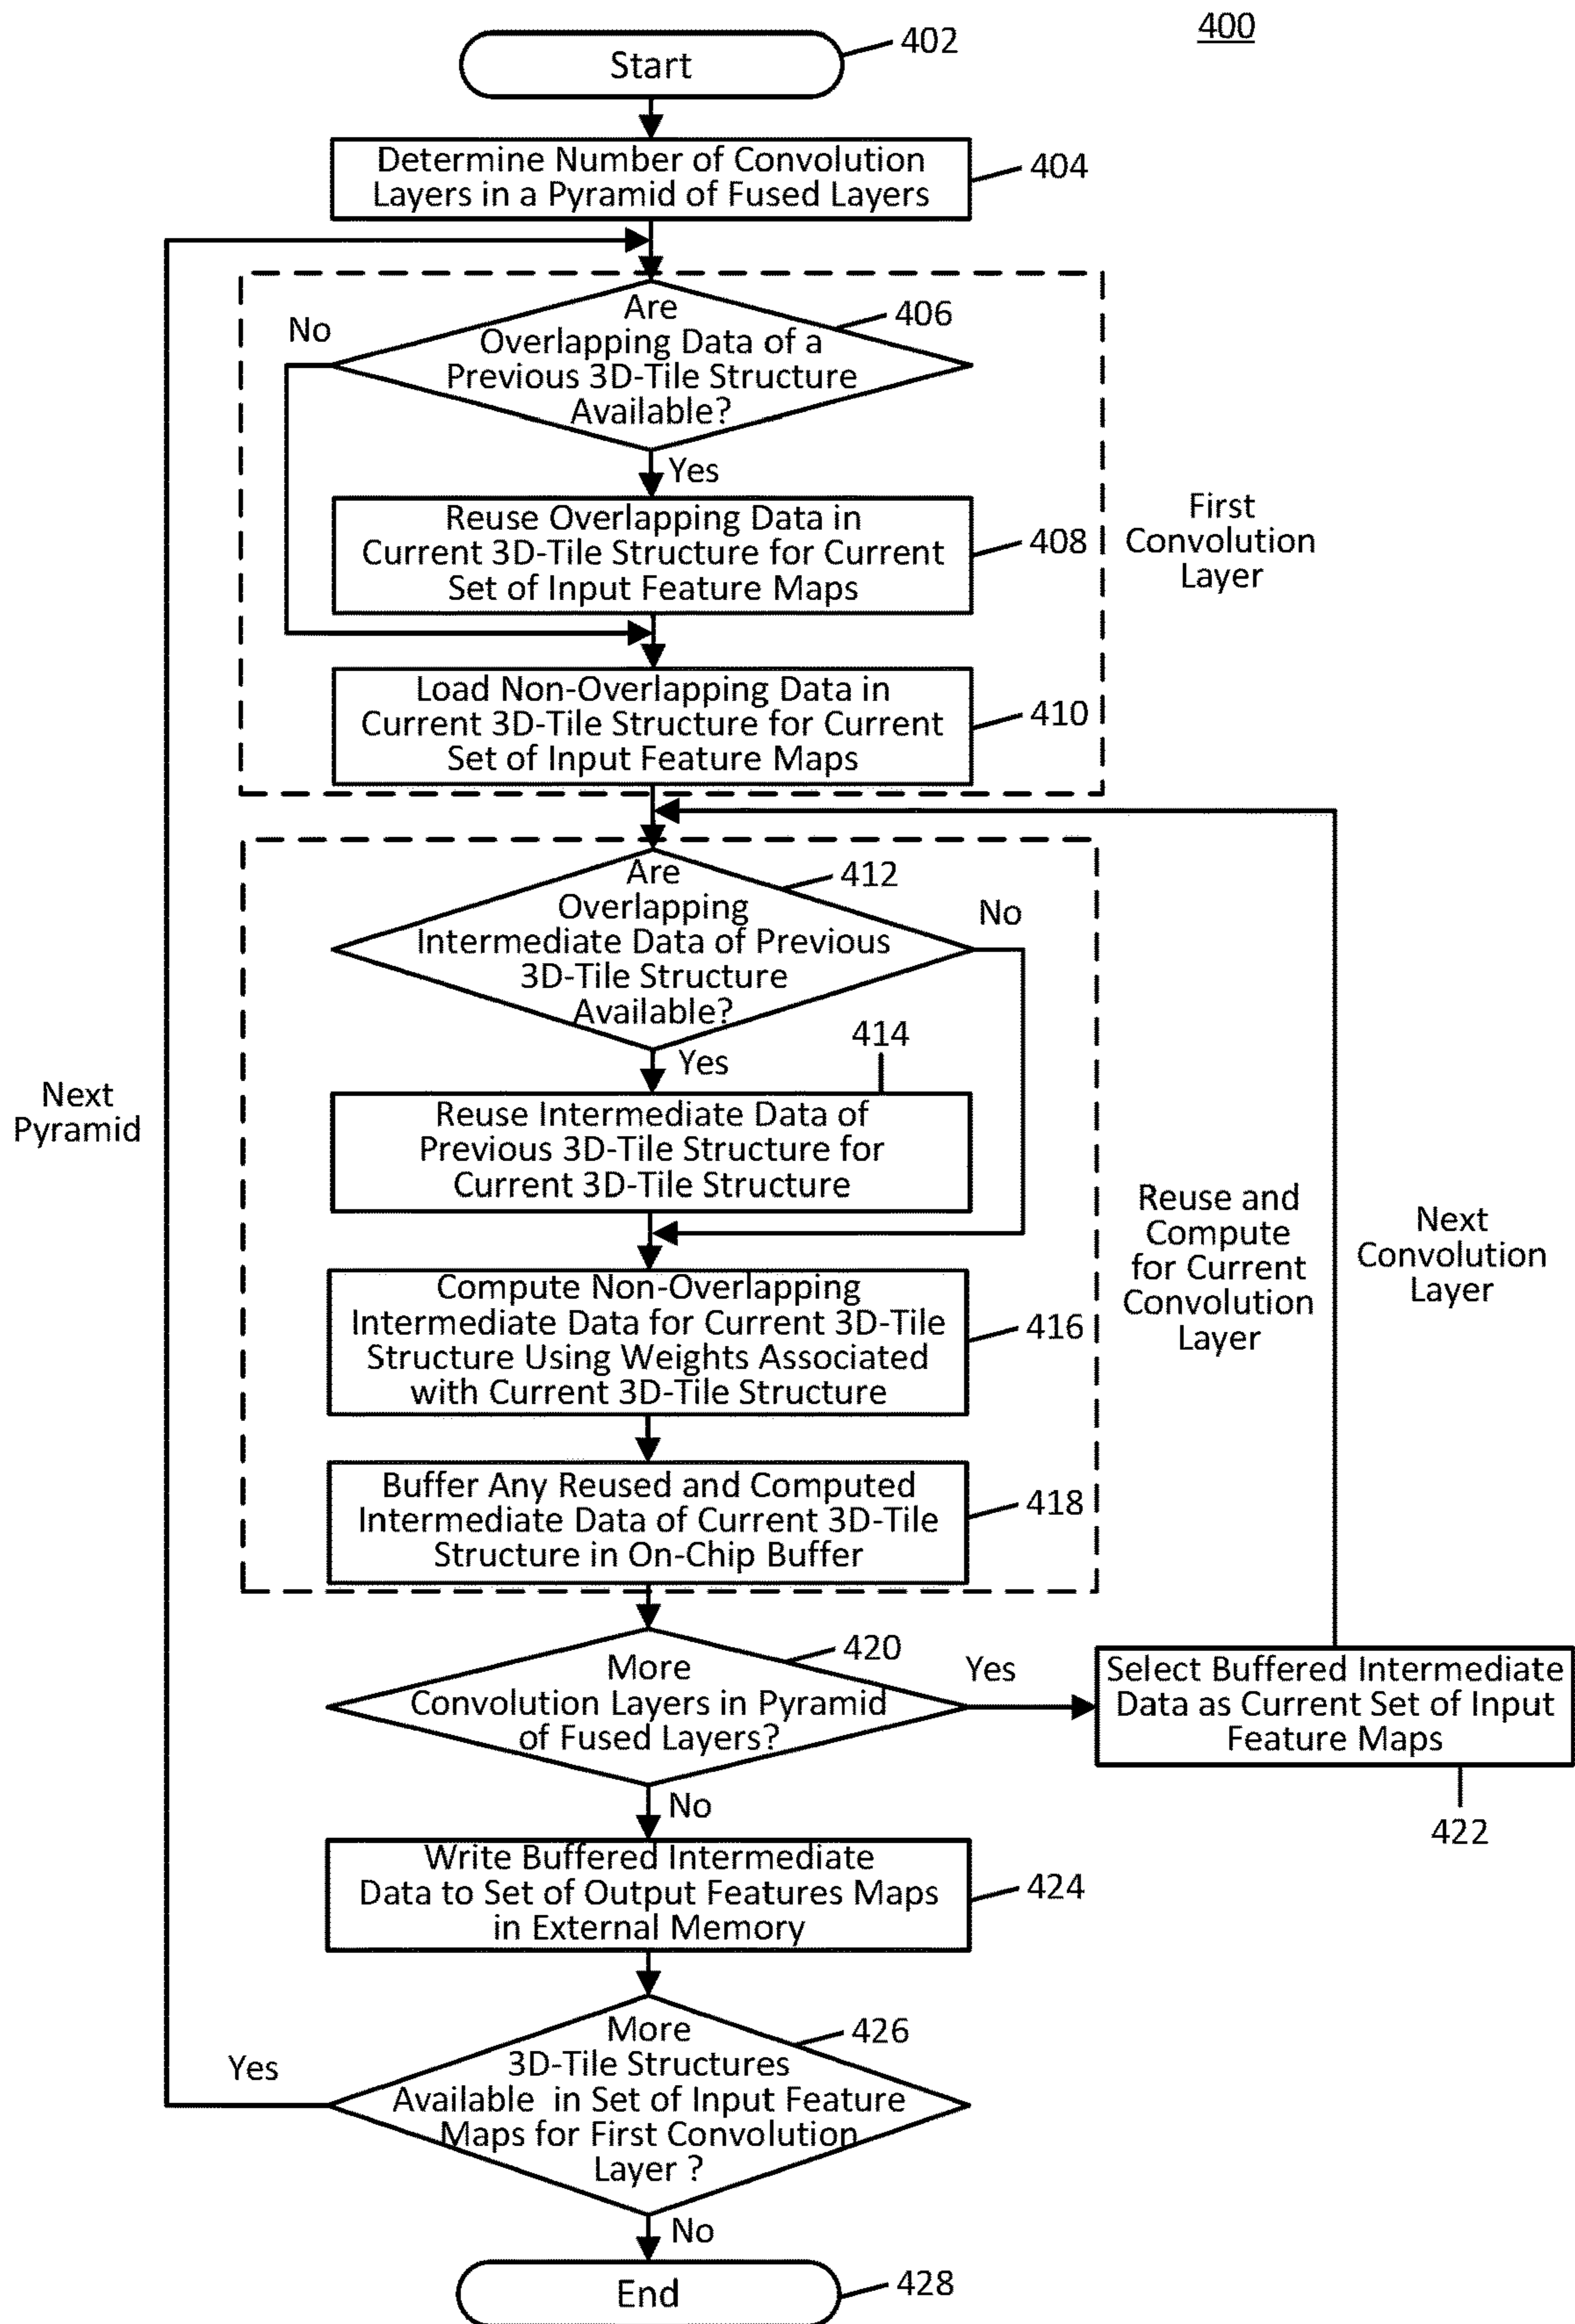 400
Start
402
Determine Number of Convolution
Layers in a Pyramid of Fused Layers
404
Are
Overlapping Data of a
Previous 3D-Tile Structure
Available?
406
No
Yes
Reuse Overlapping Data in
Current 3D-Tile Structure for Current
Set of Input Feature Maps
408
First
Convolution
Layer
Load Non-Overlapping Data in
Current 3D-Tile Structure for Current
Set of Input Feature Maps
410
Are
Overlapping
Intermediate Data of Previous
3D-Tile Structure
Available?
412
No
Yes
414
Reuse Intermediate Data of
Previous 3D-Tile Structure for
Current 3D-Tile Structure
Next
Pyramid
Reuse and
Compute
for Current
Convolution
Layer
Next
Convolution
Layer
Compute Non-Overlapping
Intermediate Data for Current 3D-Tile
Structure Using Weights Associated
with Current 3D-Tile Structure
416
Buffer Any Reused and Computed
Intermediate Data of Current 3D-Tile
Structure in On-Chip Buffer
418
More
Convolution Layers in Pyramid
of Fused Layers?
420
Yes
Select Buffered Intermediate
Data as Current Set of Input
Feature Maps
422
No
Write Buffered Intermediate
Data to Set of Output Features Maps
in External Memory
424
More
3D-Tile Structures
Available in Set of Input Feature
Maps for First Convolution
Layer ?
426
Yes
No
End
428